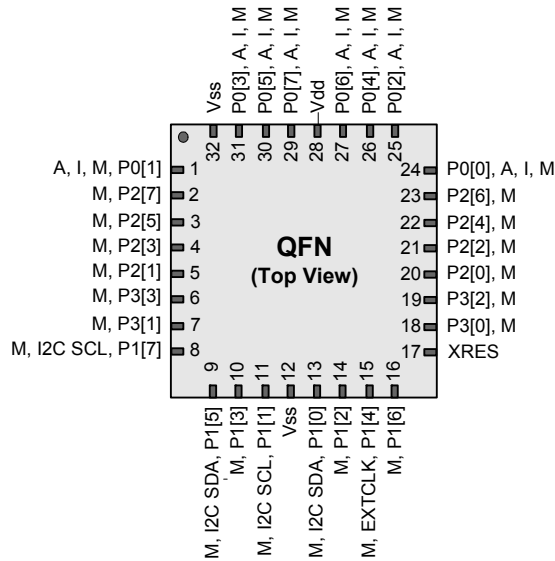 Vss
P0[3], A, I, M
P0[5], A, I, M
P0[7], A, I, M
Vdd
P0[6], A, I, M
P0[4], A, I, M
P0[2], A, I, M
32
31
30
29
28
27
26
25
A, I, M, P0[1]
1
M, P2[7]
2
M, P2[5]
3
M, P2[3]
4
M, P2[1]
5
M, P3[3]
6
M, P3[1]
7
M, I2C SCL, P1[7]
8
QFN
(Top View)
24
P0[0], A, I, M
23
P2[6], M
22
P2[4], M
21
P2[2], M
20
P2[0], M
19
P3[2], M
18
P3[0], M
17
XRES
9
10
11
12
13
14
15
16
M, I2C SDA, P1[5]
M, P1[3]
M, I2C SCL, P1[1]
Vss
M, I2C SDA, P1[0]
M, P1[2]
M, EXTCLK, P1[4]
M, P1[6]